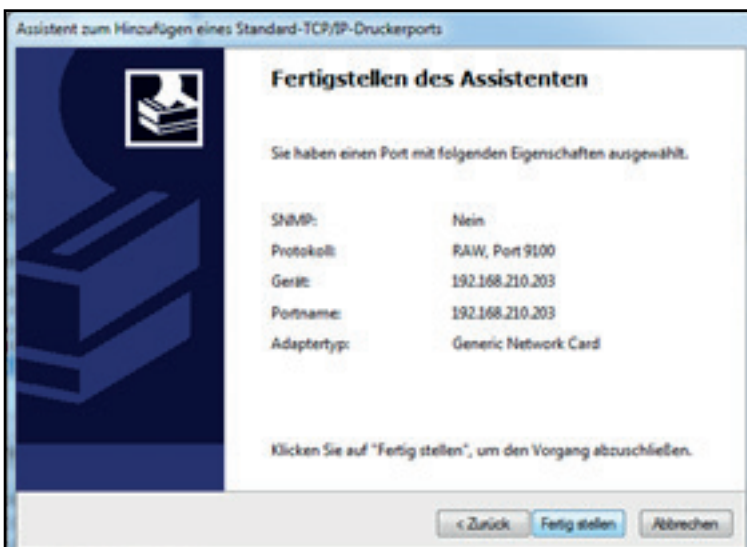 Assistent zum Hinzufügen eines Standard-TCP/IP-Druckerports
Fertigstellen des Assistenten
Sie haben einen Port mit folgenden Eigenschaften ausgewählt.
SNMP: Nein
Protokoll: RAW, Port 9100
Gerät: 192.168.210.203
Portname: 192.168.210.203
Adaptertyp: Generic Network Card
Klicken Sie auf "Fertig stellen", um den Vorgang abzuschließen.
< Zurück Fertig stellen Abbrechen